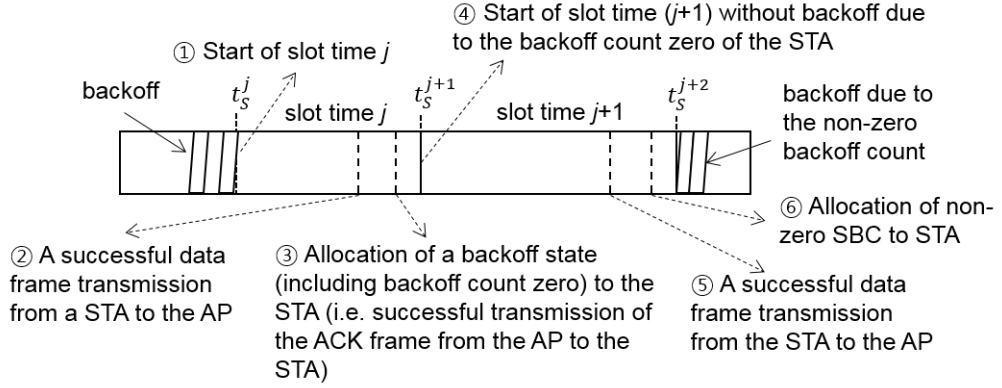 ④ Start of slot time (j+1) without backoff due
to the backoff count zero of the STA
① Start of slot time j
backoff
t_S^j
slot time j
t_S^{j+1}
slot time j+1
t_S^{j+2}
backoff due to
the non-zero
backoff count
② A successful data
frame transmission
from a STA to the AP
③ Allocation of a backoff state
(including backoff count zero) to the
STA (i.e. successful transmission of
the ACK frame from the AP to the
STA)
⑥ Allocation of non-
zero SBC to STA
⑤ A successful data
frame transmission
from the STA to the AP